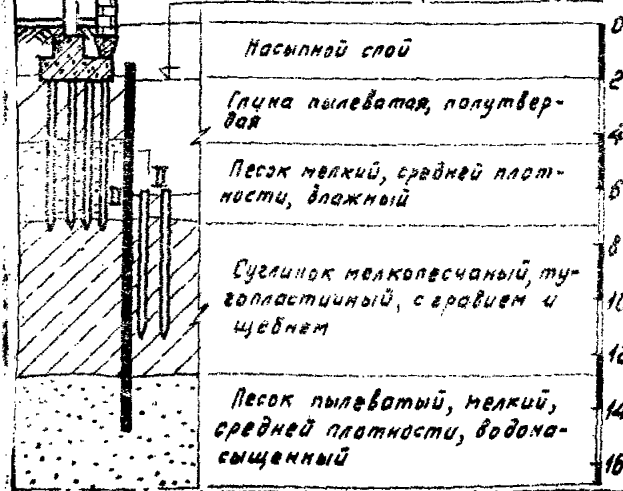 Насыпной слой
Глина пылеватая, полутвер-
дая
Песок мелкий, средней плот-
ности, влажный
Суглинок мелкопесчаный, ту-
гопластичный, с гравием и
щебнем
Песок пылеватый, мелкий,
средней плотности, водона-
сыщенный
0
2
4
6
8
10
12
14
16
I
II